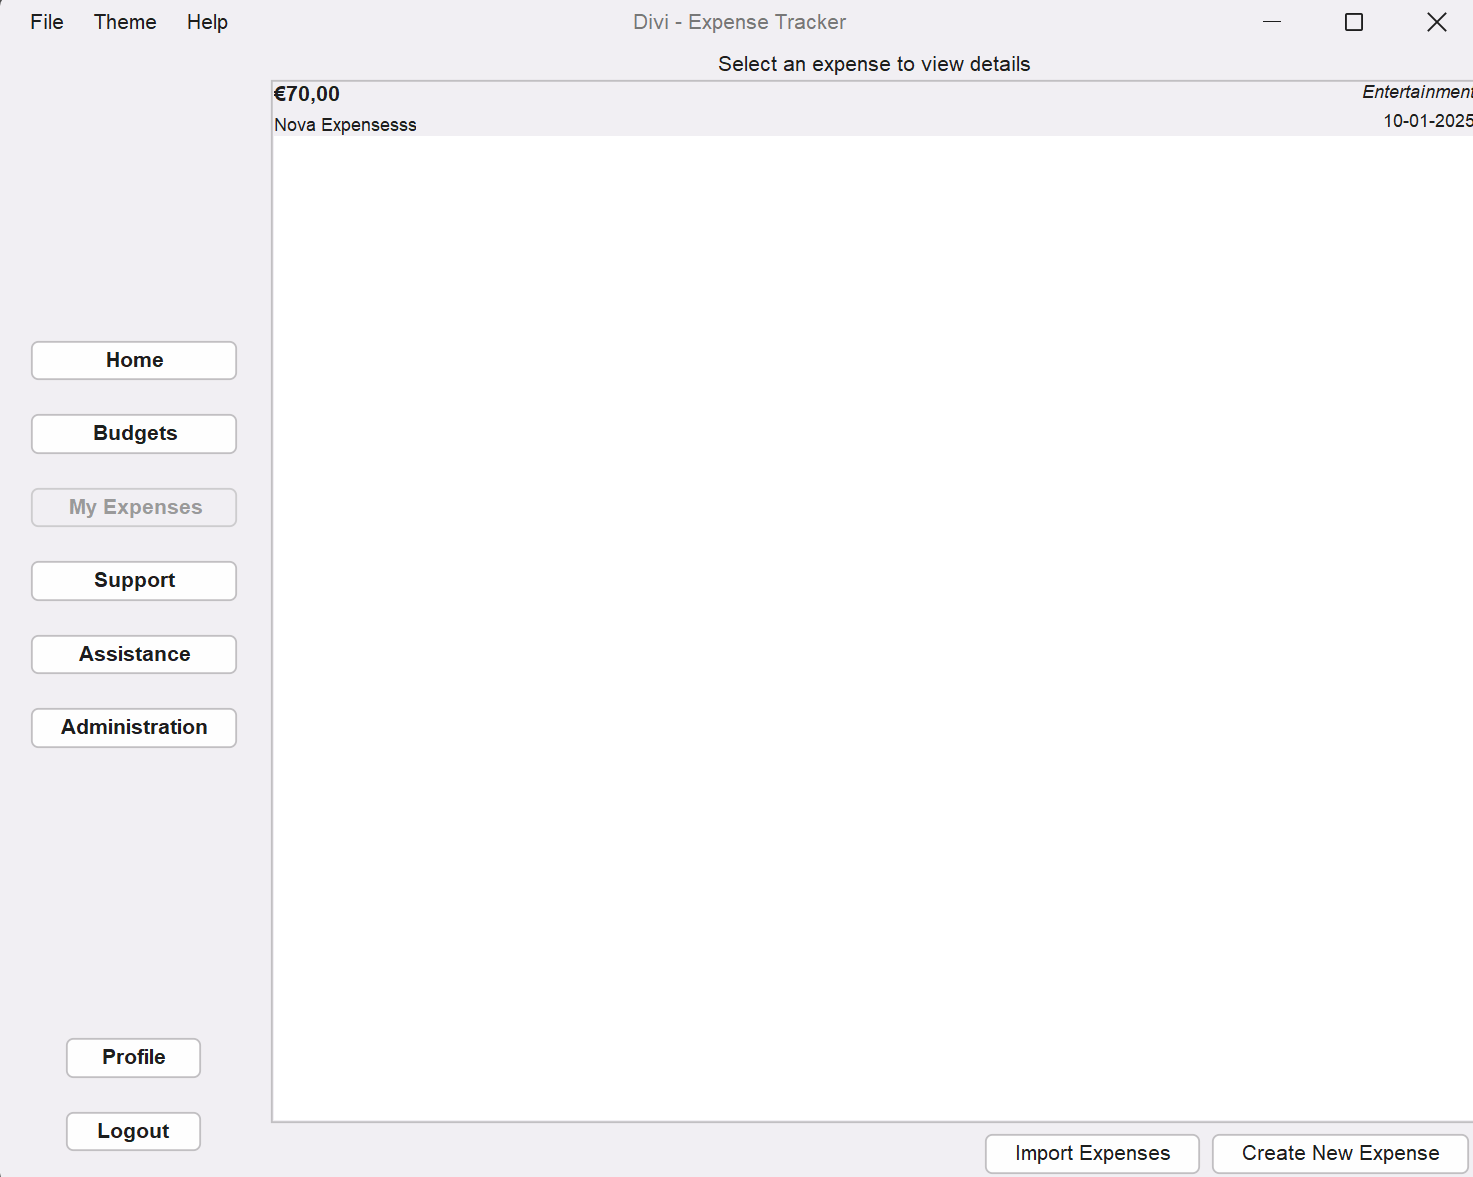 File Theme Help Divi - Expense Tracker
Select an expense to view details
€70,00 Entertainment
Nova Expensesss 10-01-2025
Home
Budgets
My Expenses
Support
Assistance
Administration
Profile
Logout
Import Expenses Create New Expense